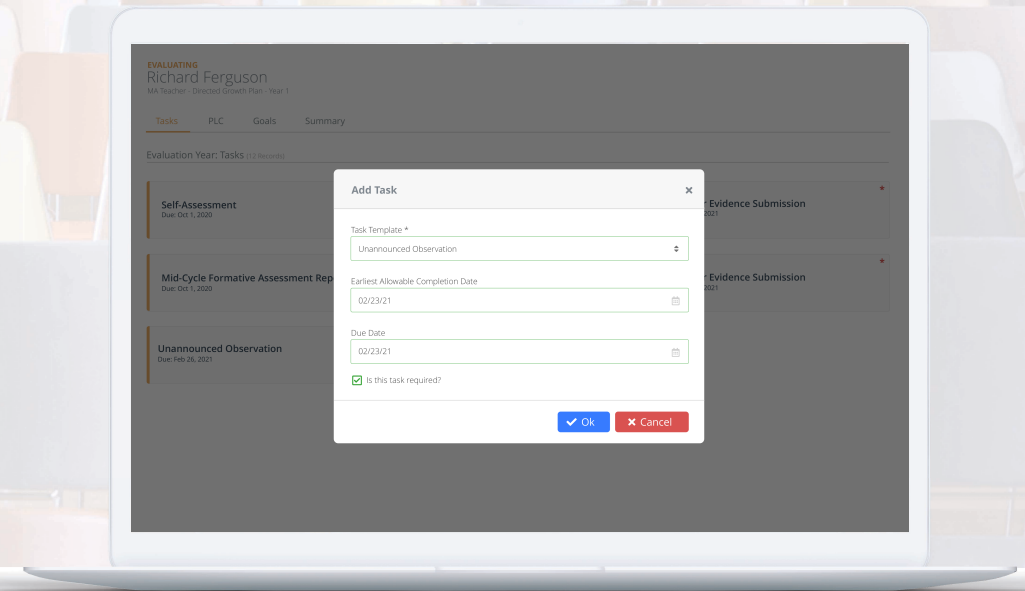 EVALUATING
Richard Ferguson
MA Teacher - Directed Growth Plan - Year 1
Tasks PLC Goals Summary
Evaluation Year: Tasks (12 Records)
Self-Assessment
Due: Oct 1, 2020
Evidence Submission
2021
Mid-Cycle Formative Assessment Rep
Due: Oct 1, 2020
Evidence Submission
2021
Unannounced Observation
Due: Feb 26, 2021
Add Task
Task Template *
Unannounced Observation
Earliest Allowable Completion Date
02/23/21
Due Date
02/23/21
Is this task required?
Ok Cancel